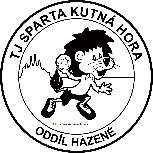 TJ SPARTA KUTNÁ HORA
ODDÍL HÁZENÉ